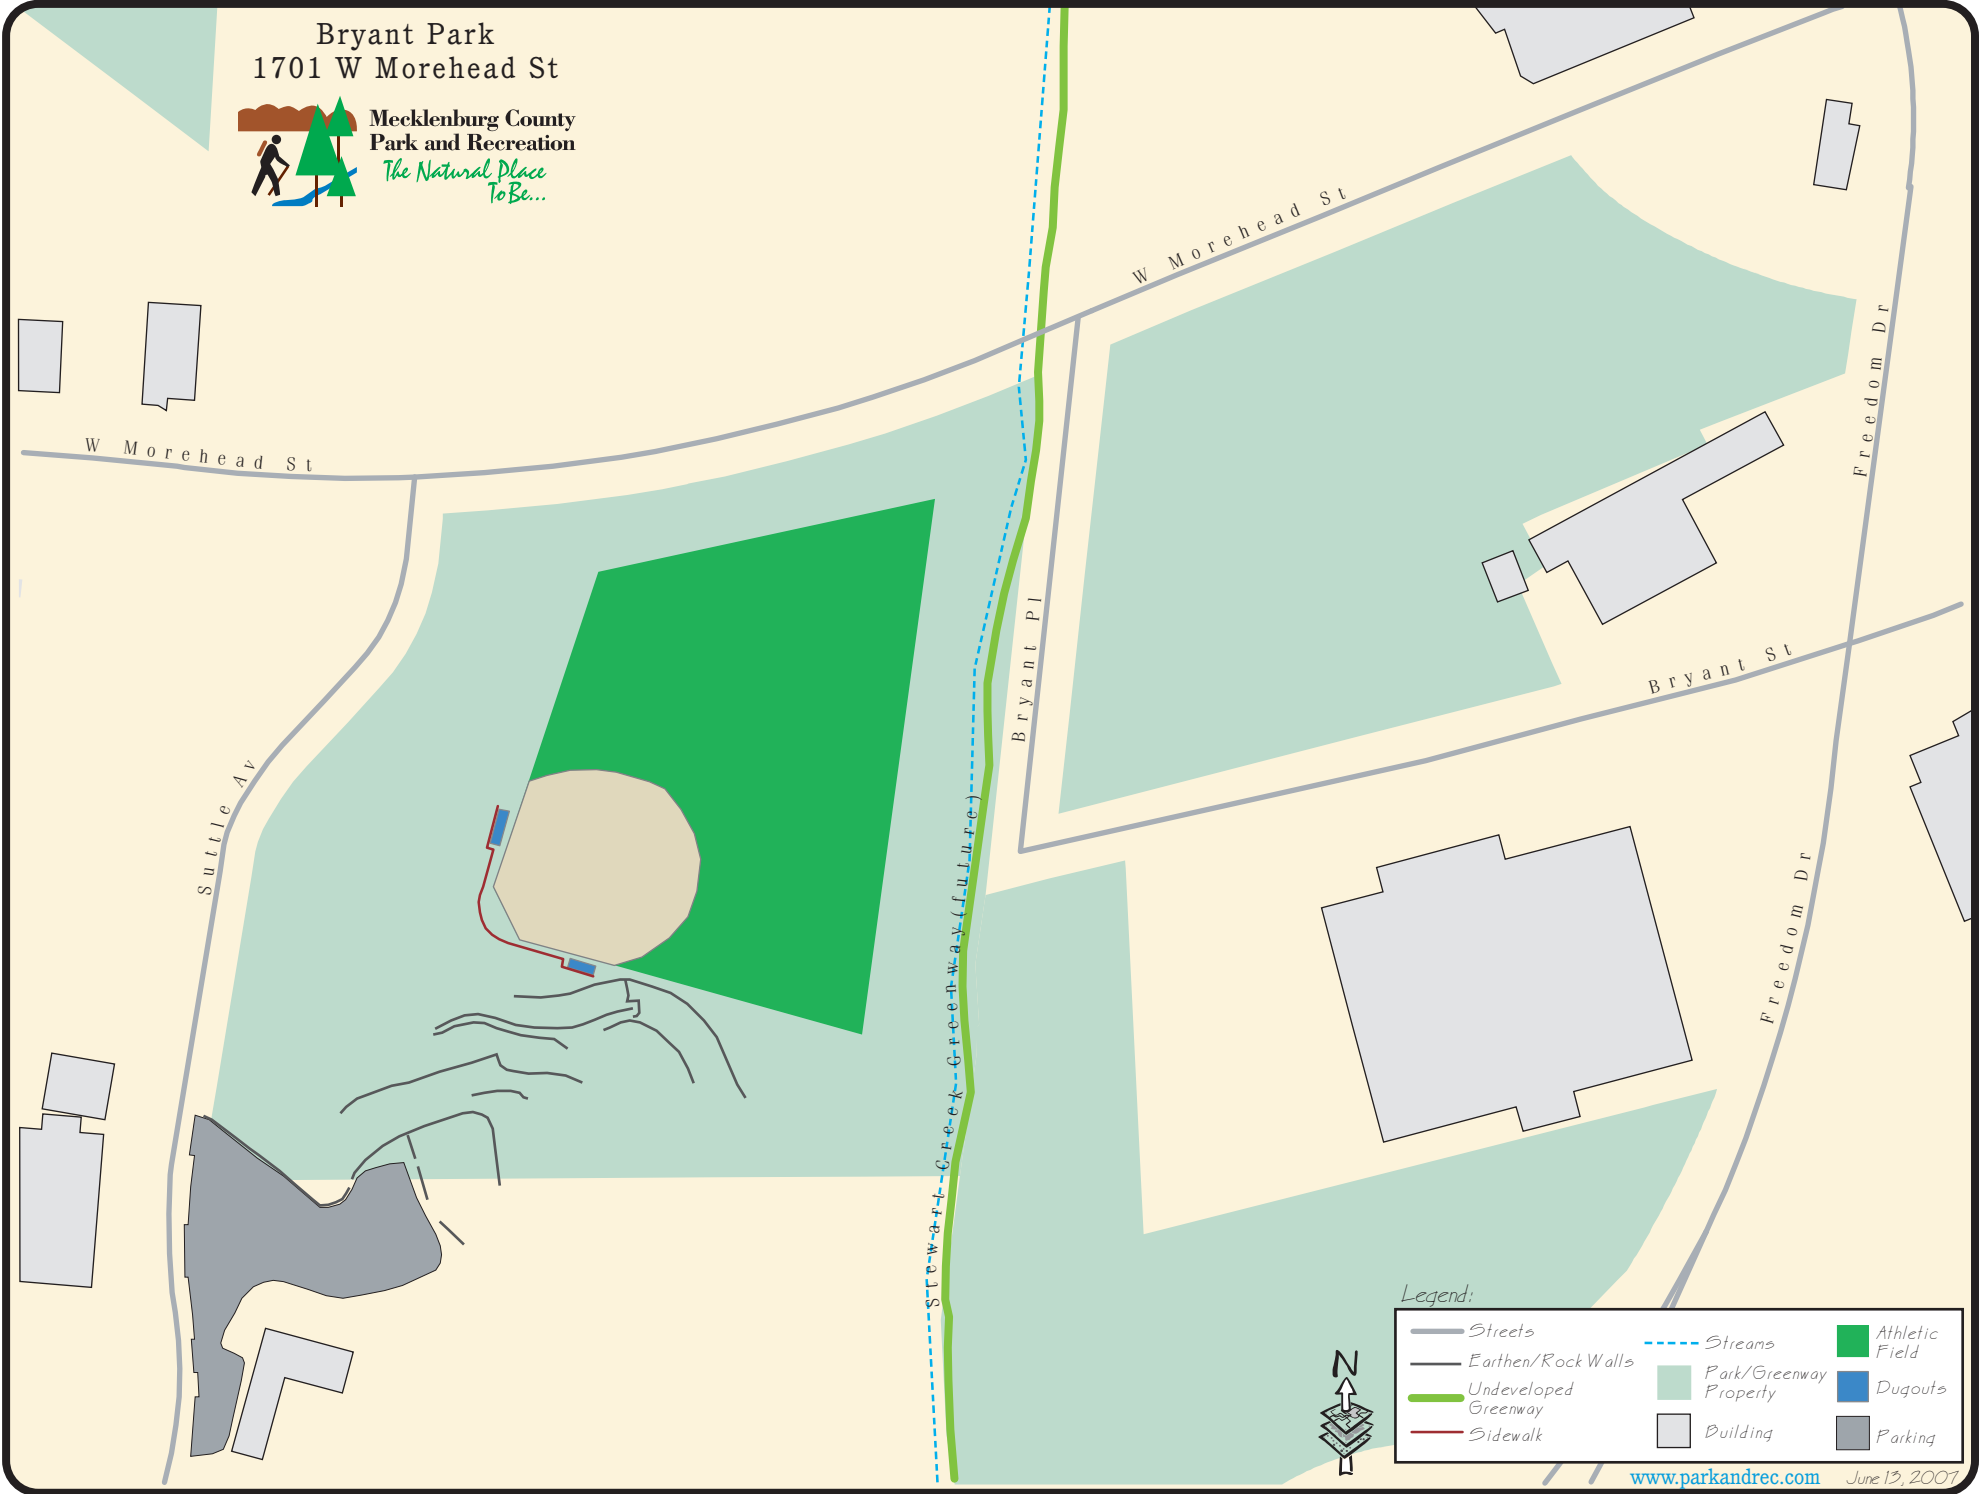 Bryant Park
1701 W Morehead St
Mecklenburg County
Park and Recreation
The Natural Place
To Be...
W Morehead St
W Morehead St
Freedom Dr
Bryant Pl
Bryant St
Suttle Av
Stewart Creek Greenway (future)
Freedom Dr
Legend:
Streets
Earthen/Rock Walls
Undeveloped
Greenway
Sidewalk
Streams
Park/Greenway
Property
Building
Athletic
Field
Dugouts
Parking
N
www.parkandrec.com
June 13, 2007